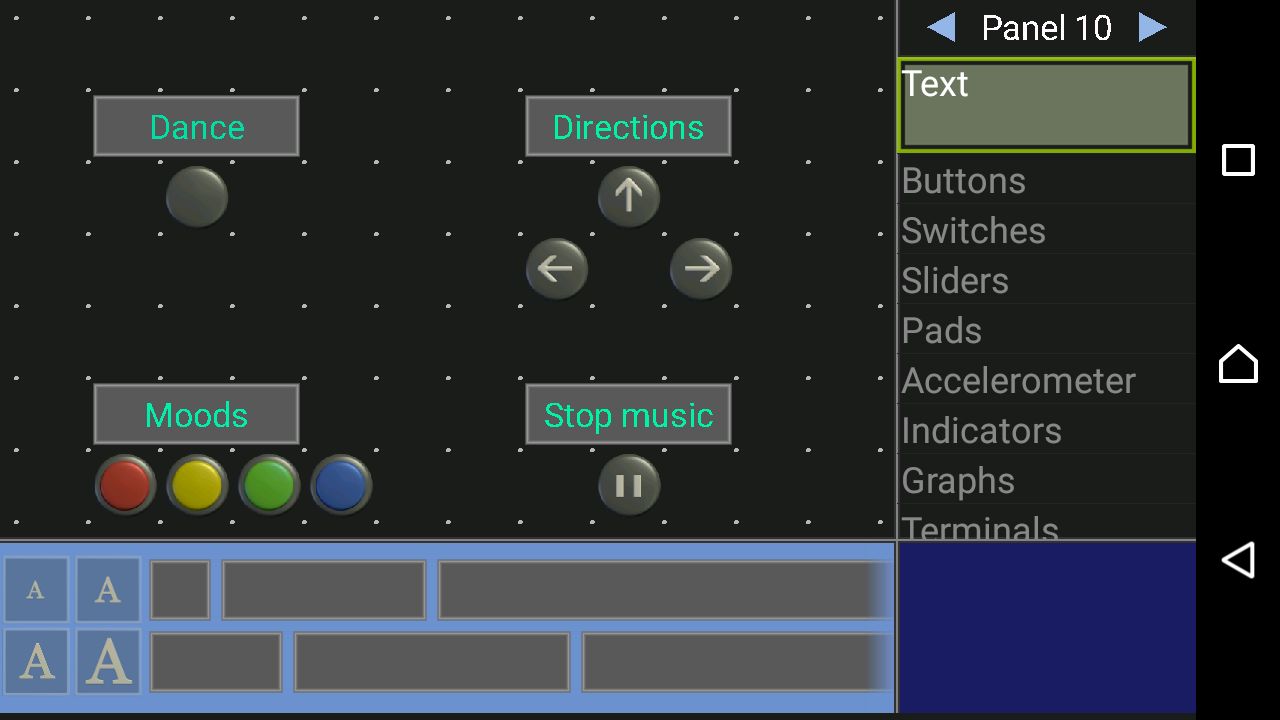 Panel 10
Dance
Directions
Moods
Stop music
Text
Buttons
Switches
Sliders
Pads
Accelerometer
Indicators
Graphs
Terminals
A A
A A